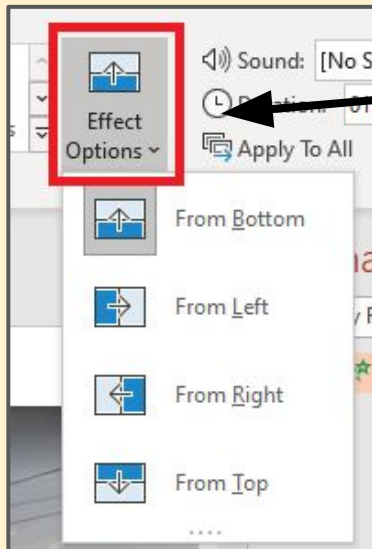 Sound: [No S
Effect
Options
Apply To All
From Bottom
From Left
From Right
From Top